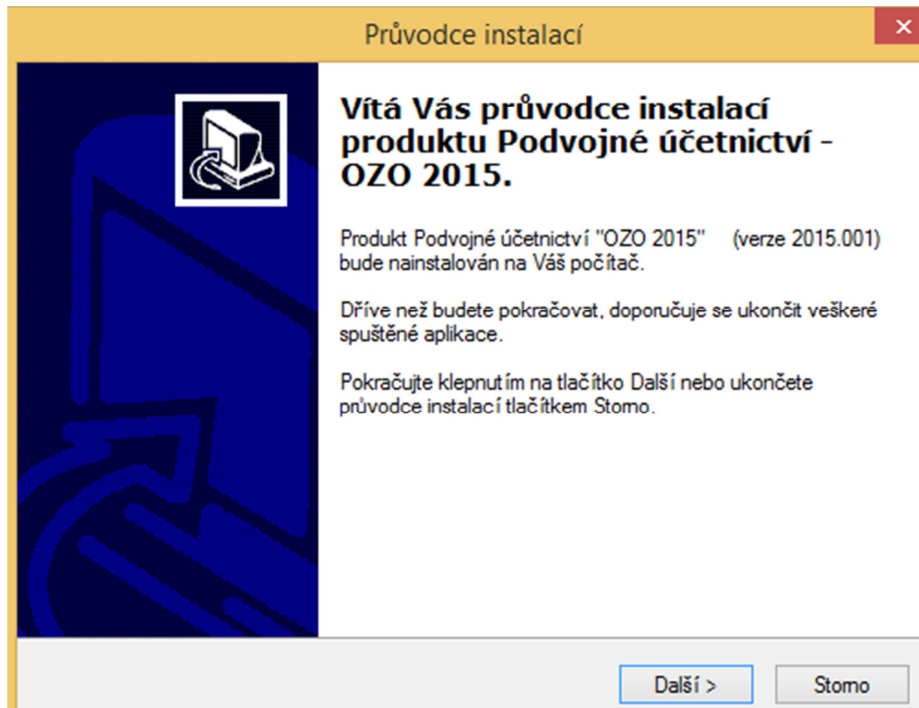 Průvodce instalací
Vítá Vás průvodce instalací
produktu Podvojné účetnictví -
OZO 2015.
Produkt Podvojné účetnictví "OZO 2015" (verze 2015.001)
bude nainstalován na Váš počítač.
Dříve než budete pokračovat, doporučuje se ukončit veškeré
spuštěné aplikace.
Pokračujte klepnutím na tlačítko Další nebo ukončete
průvodce instalací tlačítkem Storno.
Další >
Storno